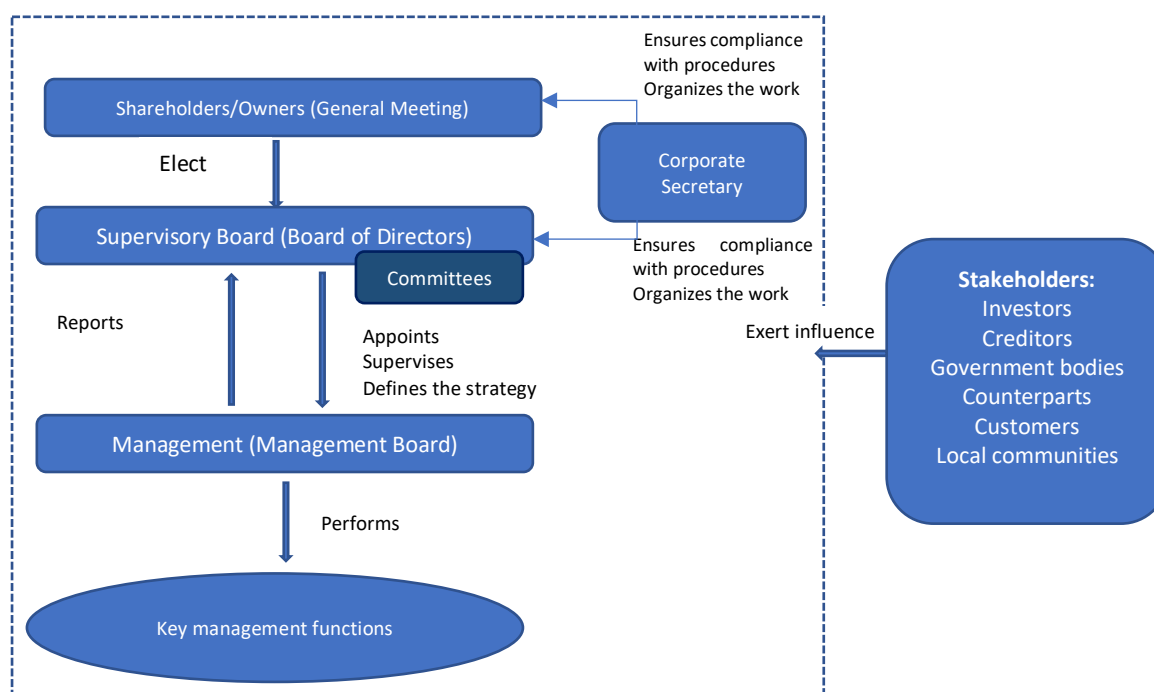 Ensures compliance
with procedures
Organizes the work
Shareholders/Owners (General Meeting)
Elect
Corporate
Secretary
Supervisory Board (Board of Directors)
Committees
Ensures compliance
with procedures
Organizes the work
Reports
Appoints
Supervises
Defines the strategy
Exert influence
Stakeholders:
Investors
Creditors
Government bodies
Counterparts
Customers
Local communities
Management (Management Board)
Performs
Key management functions